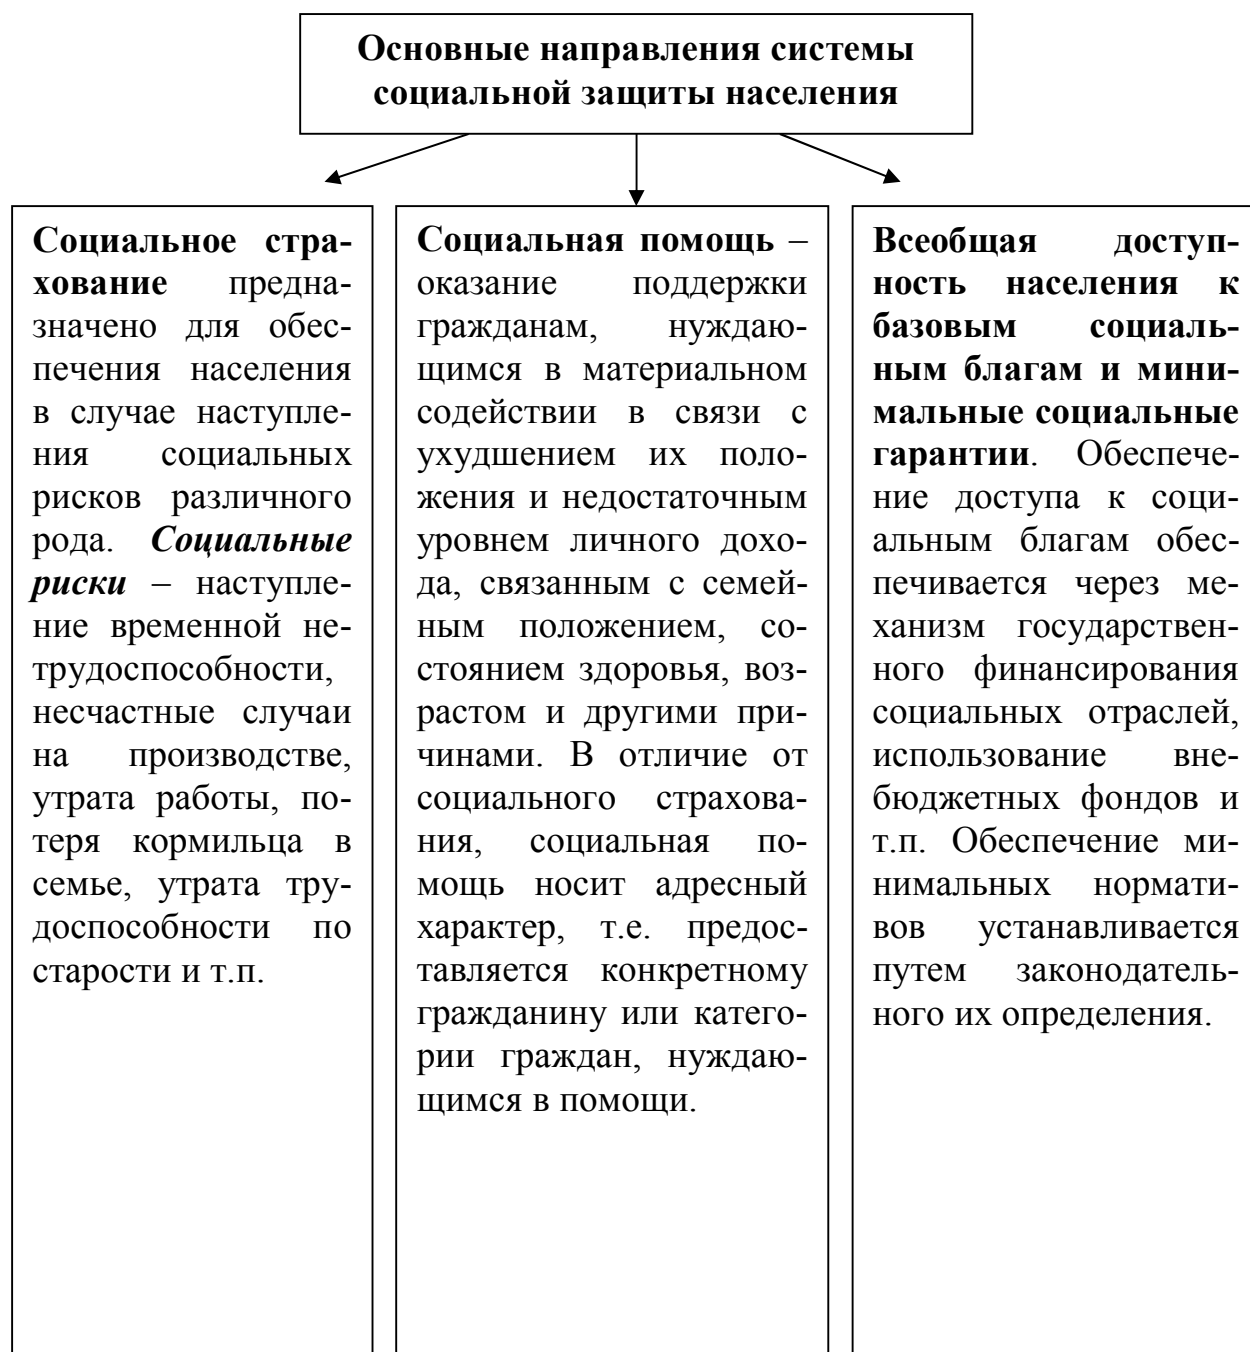 Основные направления системы
социальной защиты населения
Социальное стра-
хование предна-
значено для обес-
печения населения
в случае наступле-
ния социальных
рисков различного
рода. Социальные
риски – наступле-
ние временной не-
трудоспособности,
несчастные случаи
на производстве,
утрата работы, по-
теря кормильца в
семье, утрата тру-
доспособности по
старости и т.п.
Социальная помощь –
оказание поддержки
гражданам, нуждаю-
щимся в материальном
содействии в связи с
ухудшением их поло-
жения и недостаточным
уровнем личного дохо-
да, связанным с семей-
ным положением, со-
стоянием здоровья, воз-
растом и другими при-
чинами. В отличие от
социального страхова-
ния, социальная по-
мощь носит адресный
характер, т.е. предос-
тавляется конкретному
гражданину или катего-
рии граждан, нуждаю-
щимся в помощи.
Всеобщая доступ-
ность населения к
базовым социаль-
ным благам и мини-
мальные социальные
гарантии. Обеспече-
ние доступа к соци-
альным благам обес-
печивается через ме-
ханизм государствен-
ного финансирования
социальных отраслей,
использование вне-
бюджетных фондов и
т.п. Обеспечение ми-
нимальных нормати-
вов устанавливается
путем законодатель-
ного их определения.